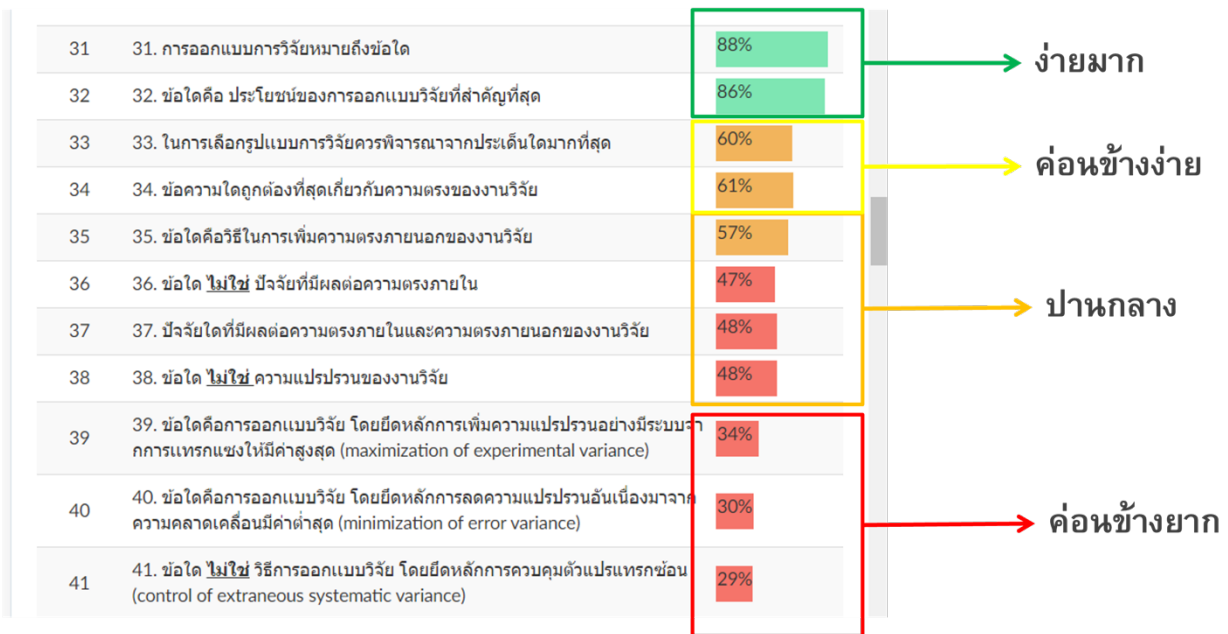 31 31. การออกแบบการวิจัยหมายถึงข้อใด 88%
ง่ายมาก
32 32. ข้อใดคือ ประโยชน์ของการออกแบบวิจัยที่สำคัญที่สุด 86%
33 33. ในการเลือกรูปแบบการวิจัยควรพิจารณาจากประเด็นใดมากที่สุด 60%
ค่อนข้างง่าย
34 34. ข้อความใดถูกต้องที่สุดเกี่ยวกับความตรงของงานวิจัย 61%
35 35. ข้อใดคือวิธีในการเพิ่มความตรงภายนอกของงานวิจัย 57%
36 36. ข้อใด ไม่ใช่ ปัจจัยที่มีผลต่อความตรงภายใน 47%
ปานกลาง
37 37. ปัจจัยใดที่มีผลต่อความตรงภายในและความตรงภายนอกของงานวิจัย 48%
38 38. ข้อใด ไม่ใช่ ความแปรปรวนของงานวิจัย 48%
39 39. ข้อใดคือการออกแบบวิจัย โดยยึดหลักการเพิ่มความแปรปรวนอย่างมีระบบจา 34%
กการแทรกแซงให้มีค่าสูงสุด (maximization of experimental variance)
40 40. ข้อใดคือการออกแบบวิจัย โดยยึดหลักการลดความแปรปรวนอันเนื่องมาจาก 30%
ความคลาดเคลื่อนมีค่าต่ำสุด (minimization of error variance)
ค่อนข้างยาก
41 41. ข้อใด ไม่ใช่ วิธีการออกแบบวิจัย โดยยึดหลักการควบคุมตัวแปรแทรกซ้อน 29%
(control of extraneous systematic variance)